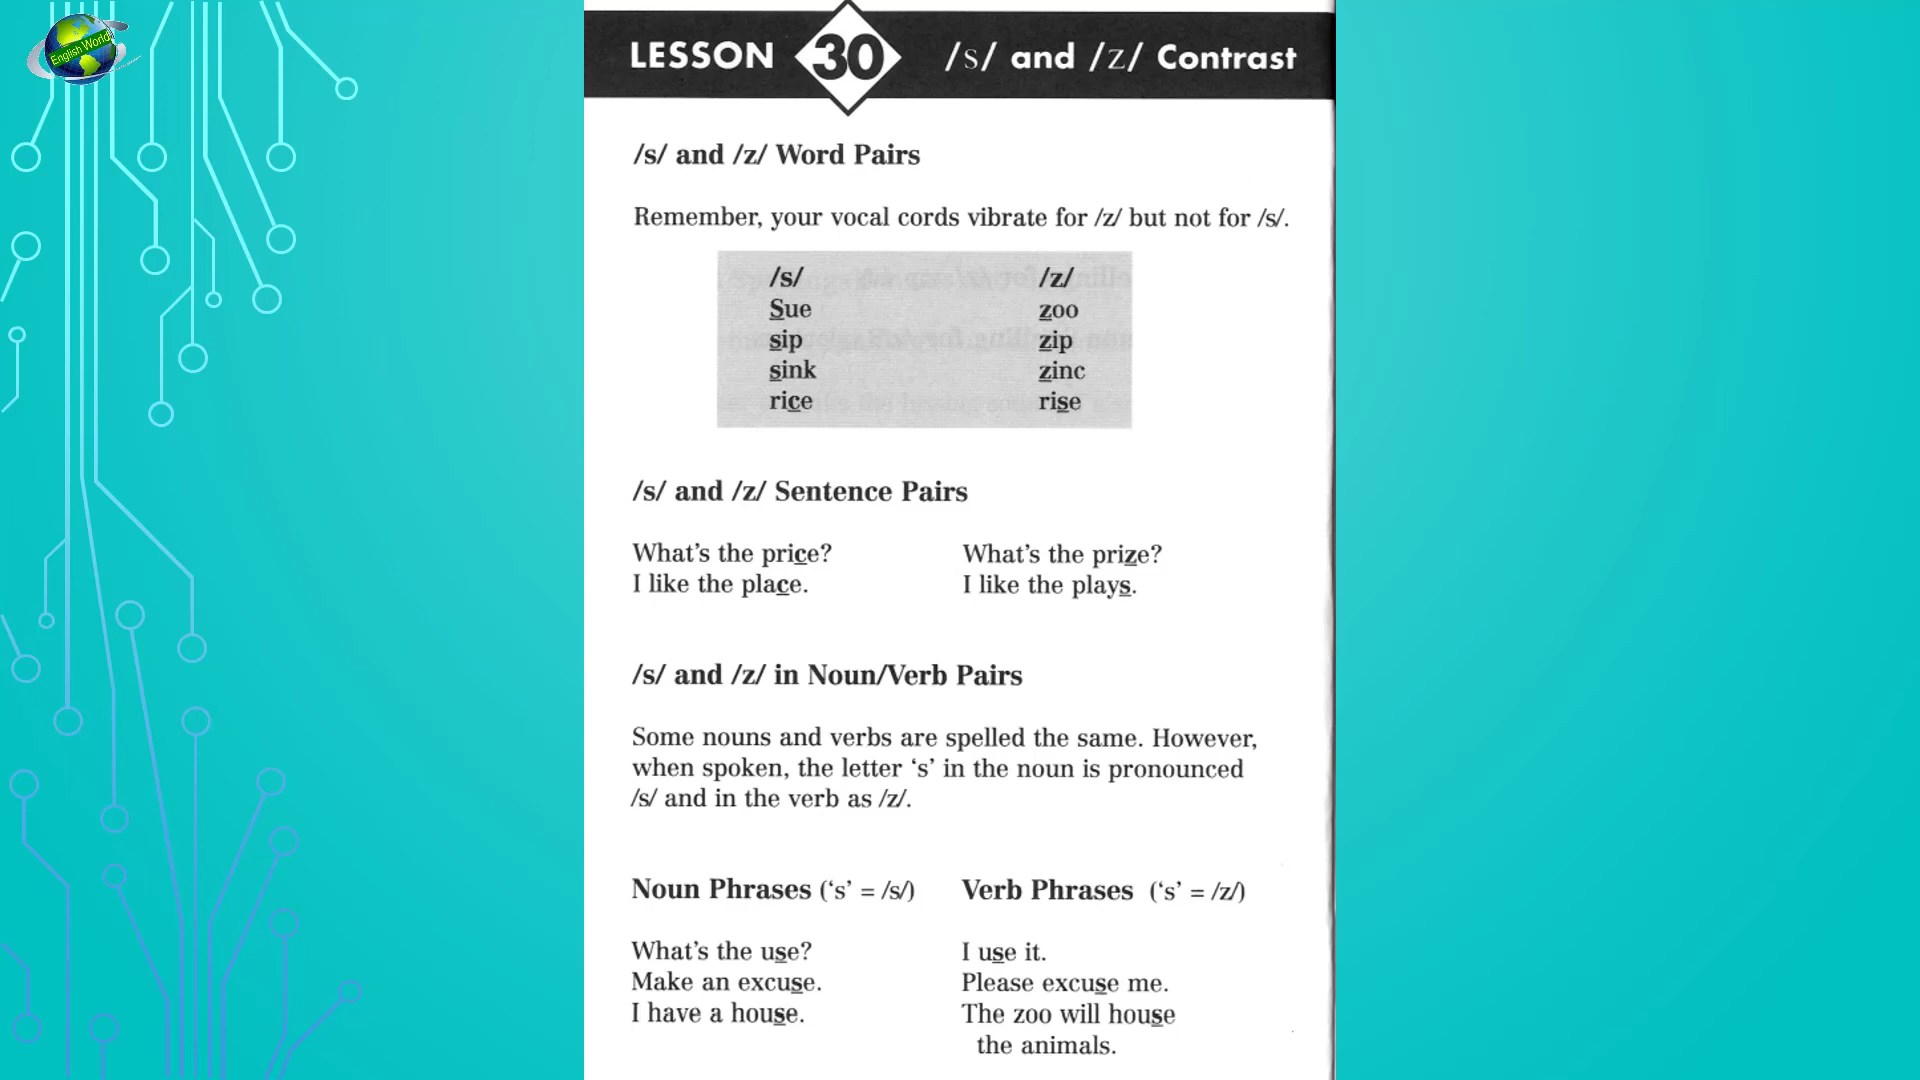 English World
LESSON 30 /s/ and /z/ Contrast
/s/ and /z/ Word Pairs
Remember, your vocal cords vibrate for /z/ but not for /s/.
/s/ /z/
Sue zoo
sip zip
sink zinc
rice rise
/s/ and /z/ Sentence Pairs
What's the price? What's the prize?
I like the place. I like the plays.
/s/ and /z/ in Noun/Verb Pairs
Some nouns and verbs are spelled the same. However,
when spoken, the letter ‘s’ in the noun is pronounced
/s/ and in the verb as /z/.
Noun Phrases (‘s’ = /s/) Verb Phrases (‘s’ = /z/)
What's the use? I use it.
Make an excuse. Please excuse me.
I have a house. The zoo will house
the animals.